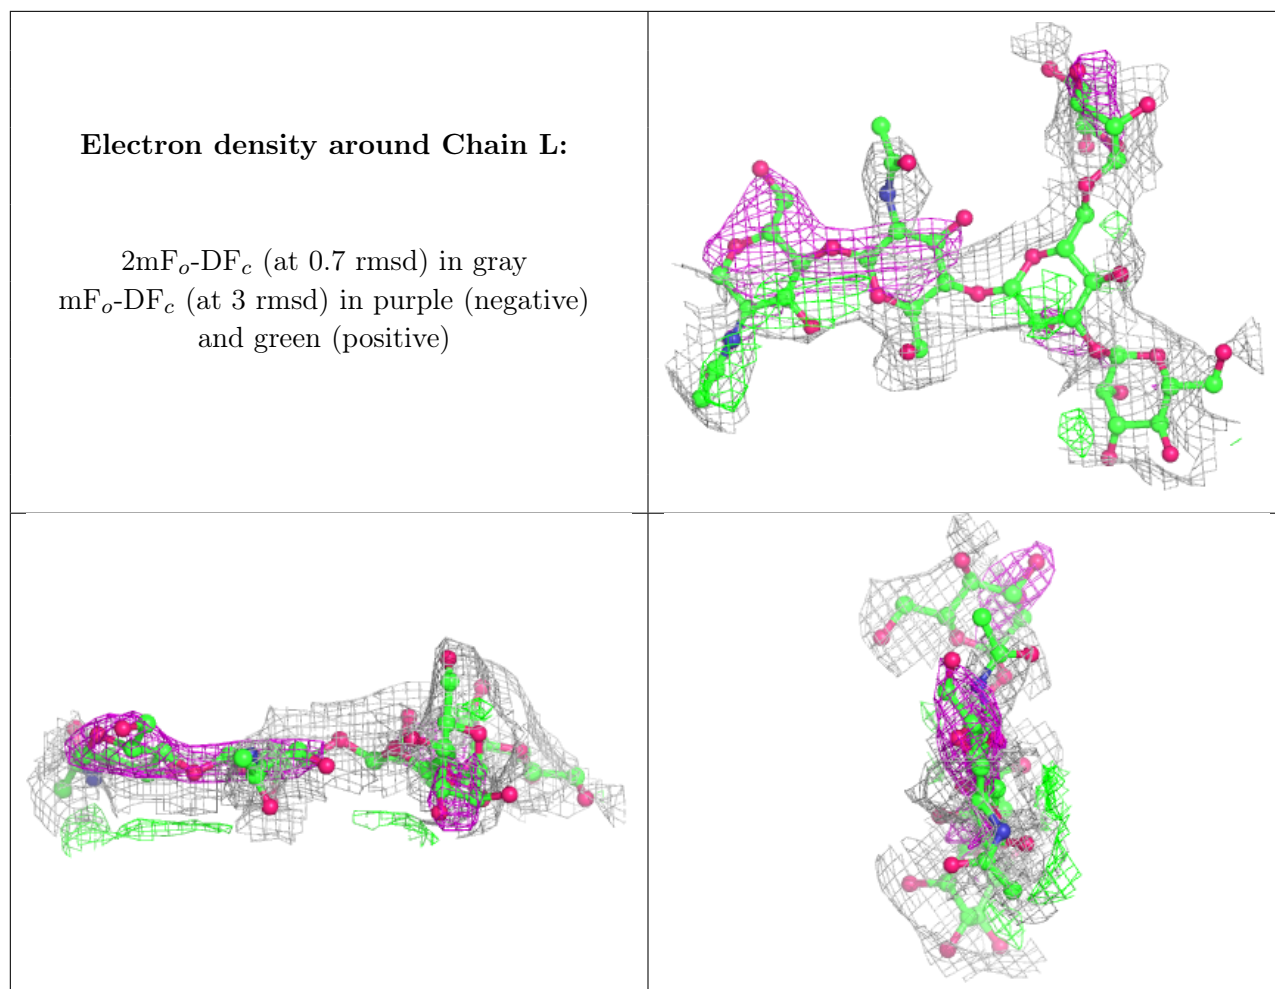 Electron density around Chain L:
2mFo-DFc (at 0.7 rmsd) in gray
mFo-DFc (at 3 rmsd) in purple (negative)
and green (positive)